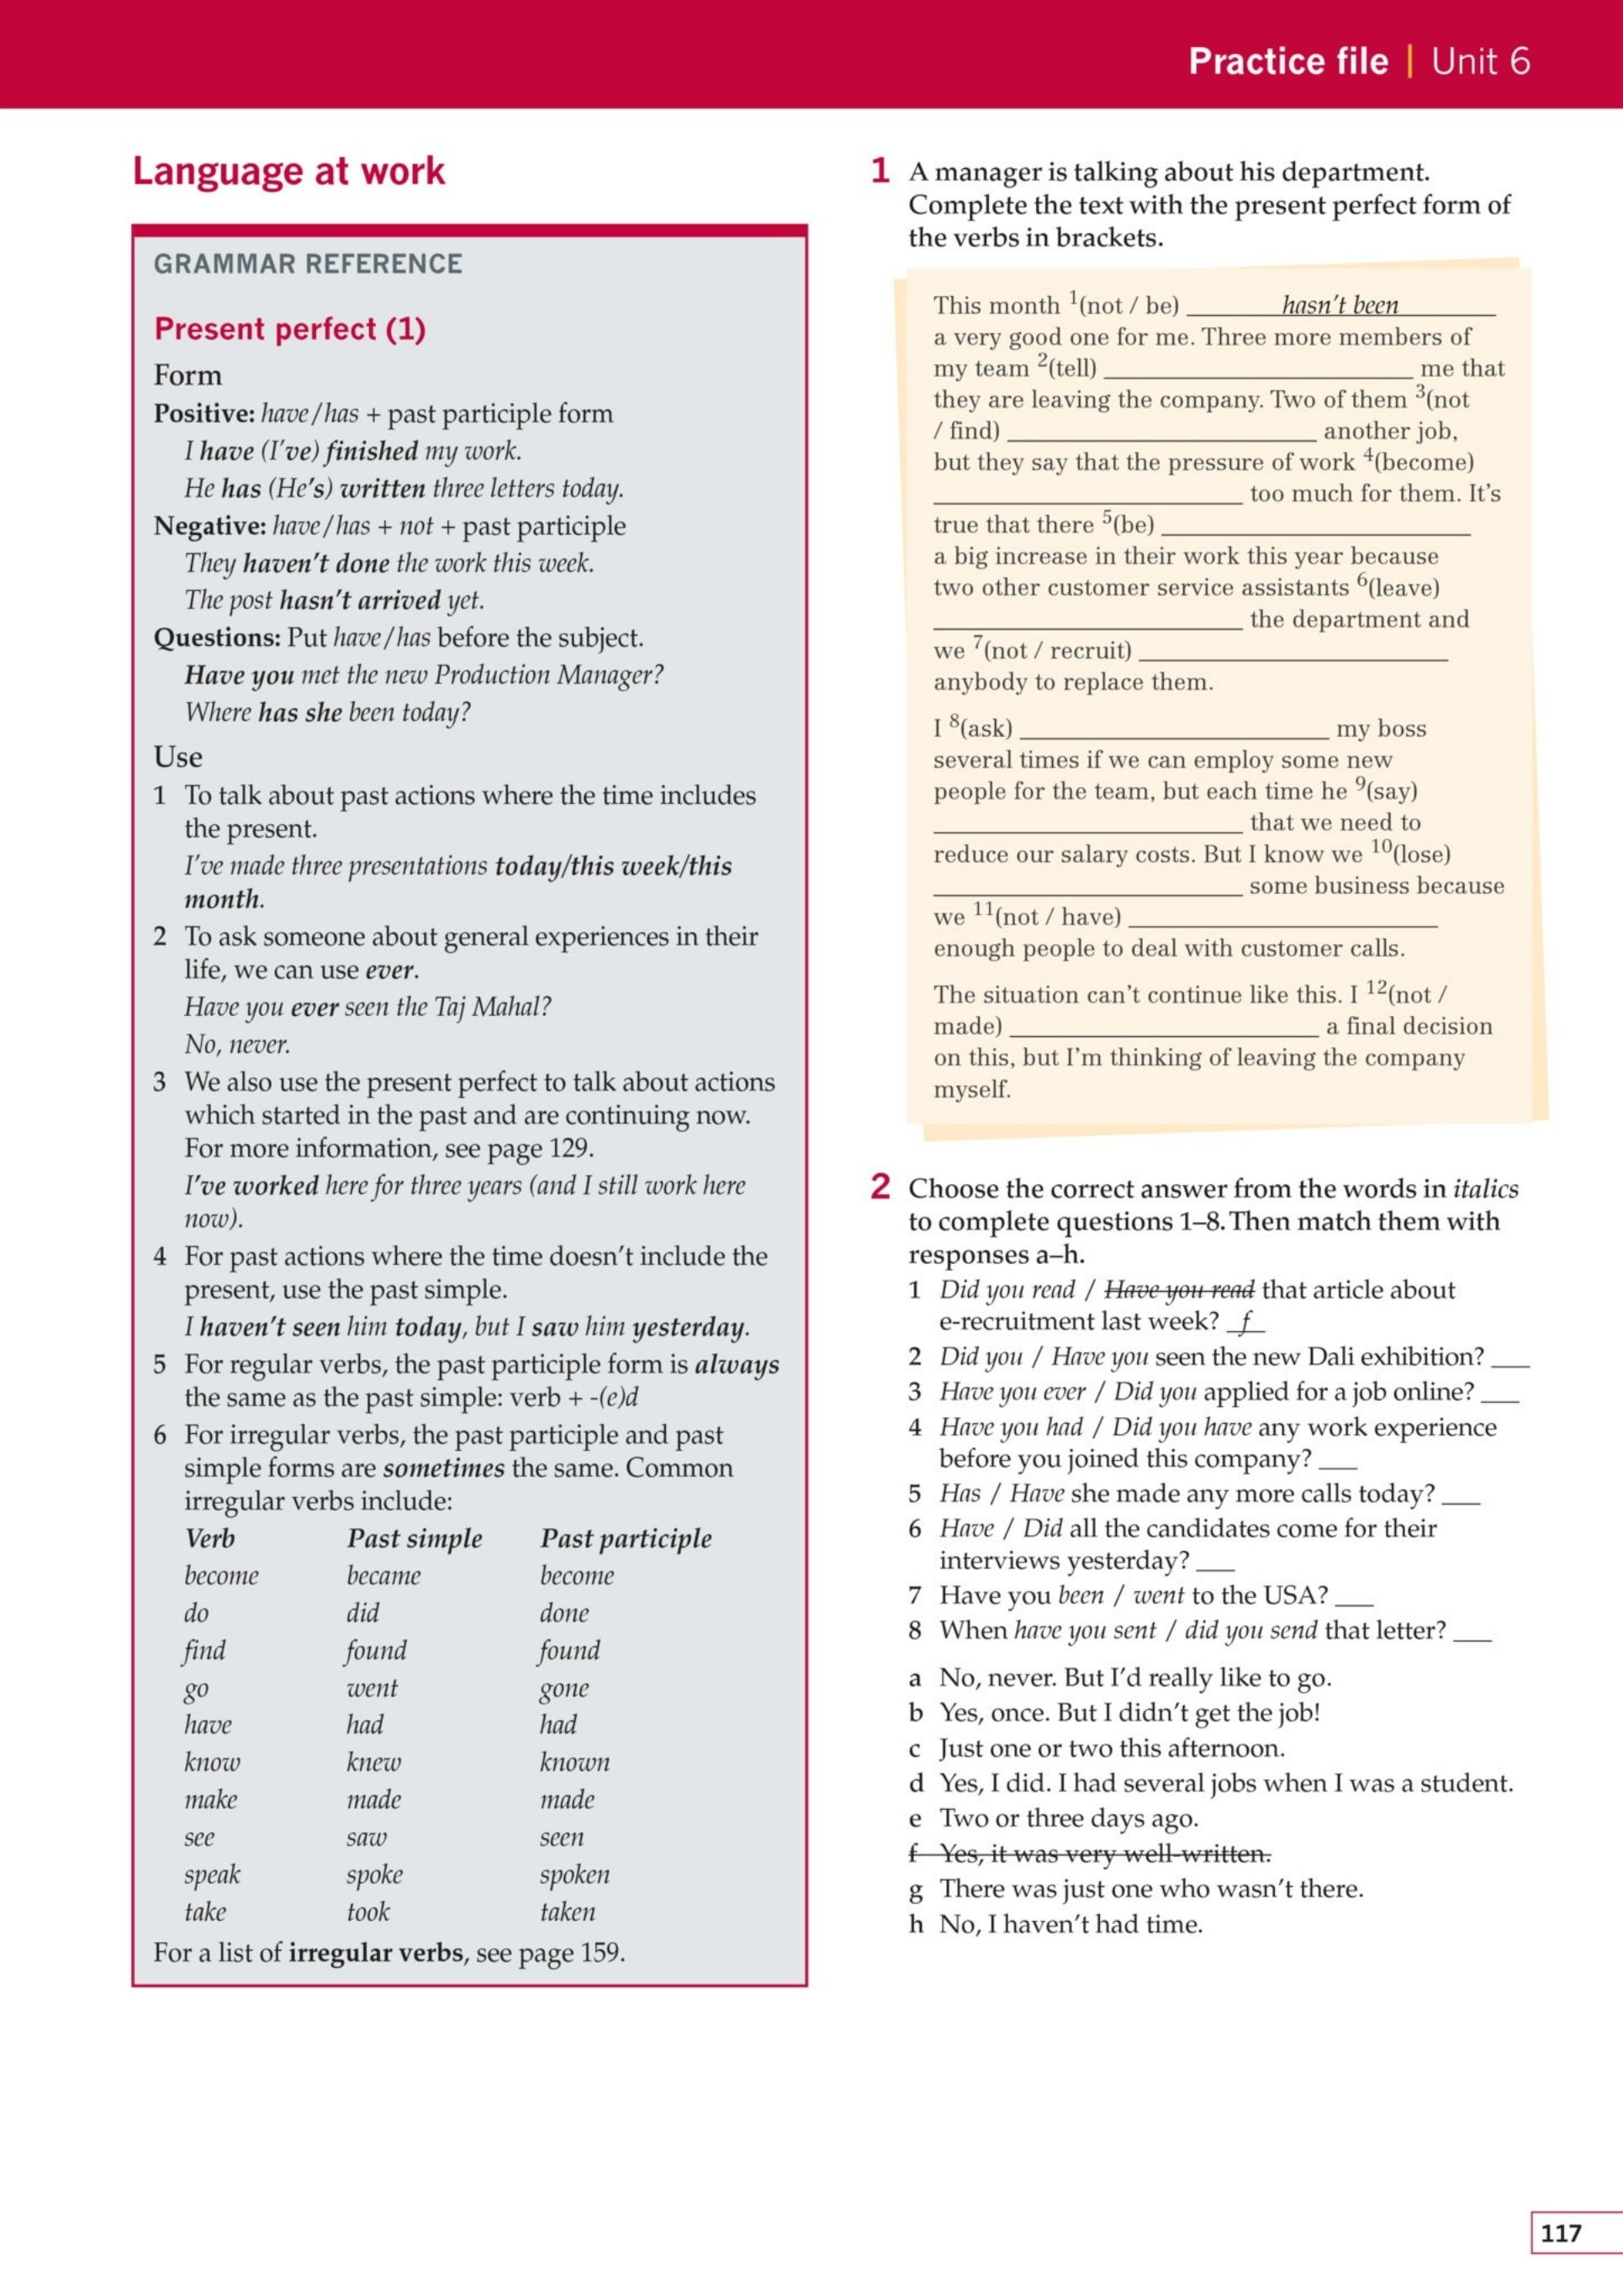 Practice file | Unit 6
Language at work
GRAMMAR REFERENCE
Present perfect (1)
Form
Positive: have/has + past participle form
I have (I've) finished my work.
He has (He's) written three letters today.
Negative: have/has + not + past participle
They haven't done the work this week.
The post hasn't arrived yet.
Questions: Put have/has before the subject.
Have you met the new Production Manager?
Where has she been today?
Use
1 To talk about past actions where the time includes
the present.
I've made three presentations today/this week/this
month.
2 To ask someone about general experiences in their
life, we can use ever.
Have you ever seen the Taj Mahal?
No, never.
3 We also use the present perfect to talk about actions
which started in the past and are continuing now.
For more information, see page 129.
I've worked here for three years (and I still work here
now).
4 For past actions where the time doesn't include the
present, use the past simple.
I haven't seen him today, but I saw him yesterday.
5 For regular verbs, the past participle form is always
the same as the past simple: verb + -(e)d
6 For irregular verbs, the past participle and past
simple forms are sometimes the same. Common
irregular verbs include:
Verb Past simple Past participle
become became become
do did done
find found found
go went gone
have had had
know knew known
make made made
see saw seen
speak spoke spoken
take took taken
For a list of irregular verbs, see page 159.
1 A manager is talking about his department.
Complete the text with the present perfect form of
the verbs in brackets.
This month 1(not / be) hasn't been
a very good one for me. Three more members of
my team 2(tell) ______ me that
they are leaving the company. Two of them 3(not
/ find) ______ another job,
but they say that the pressure of work 4(become)
______ too much for them. It's
true that there 5(be) ______
a big increase in their work this year because
two other customer service assistants 6(leave)
______ the department and
we 7(not / recruit) ______
anybody to replace them.
I 8(ask) ______ my boss
several times if we can employ some new
people for the team, but each time he 9(say)
______ that we need to
reduce our salary costs. But I know we 10(lose)
______ some business because
we 11(not / have) ______
enough people to deal with customer calls.
The situation can't continue like this. I 12(not /
made) ______ a final decision
on this, but I'm thinking of leaving the company
myself.
2 Choose the correct answer from the words in italics
to complete questions 1–8. Then match them with
responses a–h.
1 Did you read / Have you read that article about
e-recruitment last week? f
2 Did you / Have you seen the new Dali exhibition? ___
3 Have you ever / Did you applied for a job online? ___
4 Have you had / Did you have any work experience
before you joined this company? ___
5 Has / Have she made any more calls today? ___
6 Have / Did all the candidates come for their
interviews yesterday? ___
7 Have you been / went to the USA? ___
8 When have you sent / did you send that letter? ___
a No, never. But I'd really like to go.
b Yes, once. But I didn't get the job!
c Just one or two this afternoon.
d Yes, I did. I had several jobs when I was a student.
e Two or three days ago.
f Yes, it was very well-written.
g There was just one who wasn't there.
h No, I haven't had time.
117